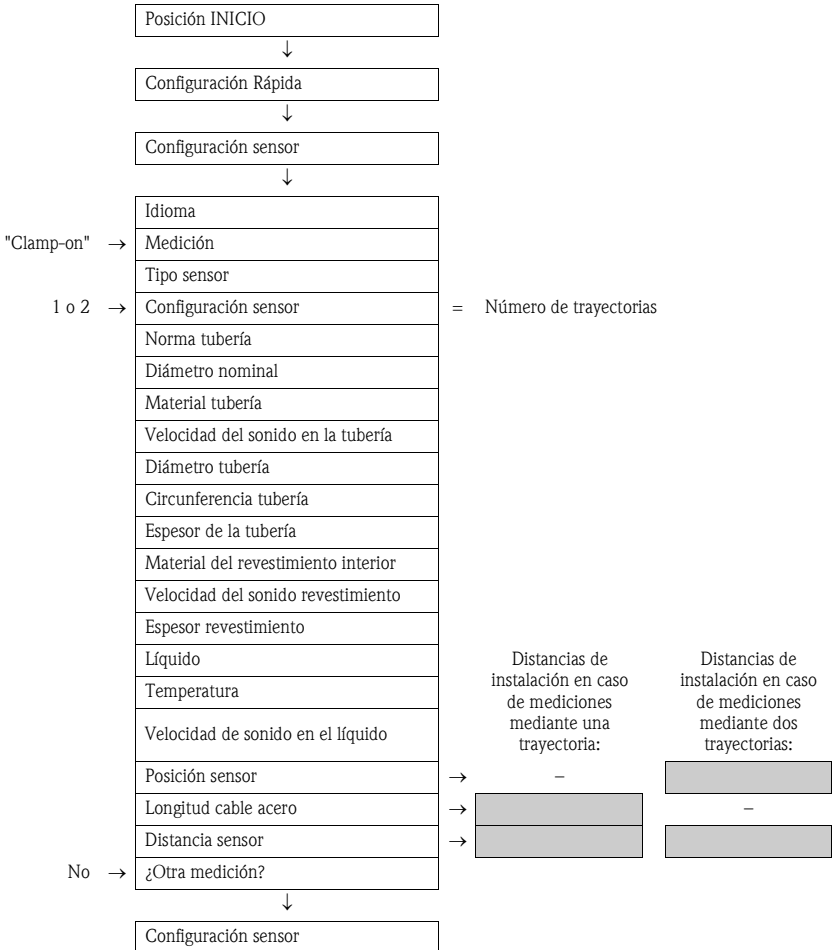 Posición INICIO
↓
Configuración Rápida
↓
Configuración sensor
↓
Idioma
"Clamp-on" → Medición
Tipo sensor
1 o 2 → Configuración sensor = Número de trayectorias
Norma tubería
Diámetro nominal
Material tubería
Velocidad del sonido en la tubería
Diámetro tubería
Circunferencia tubería
Espesor de la tubería
Material del revestimiento interior
Velocidad del sonido revestimiento
Espesor revestimiento
Líquido
Temperatura
Velocidad de sonido en el líquido
Distancias de
instalación en caso
de mediciones
mediante una
trayectoria:
Distancias de
instalación en caso
de mediciones
mediante dos
trayectorias:
Posición sensor → –
Longitud cable acero → –
Distancia sensor →
No → ¿Otra medición?
↓
Configuración sensor